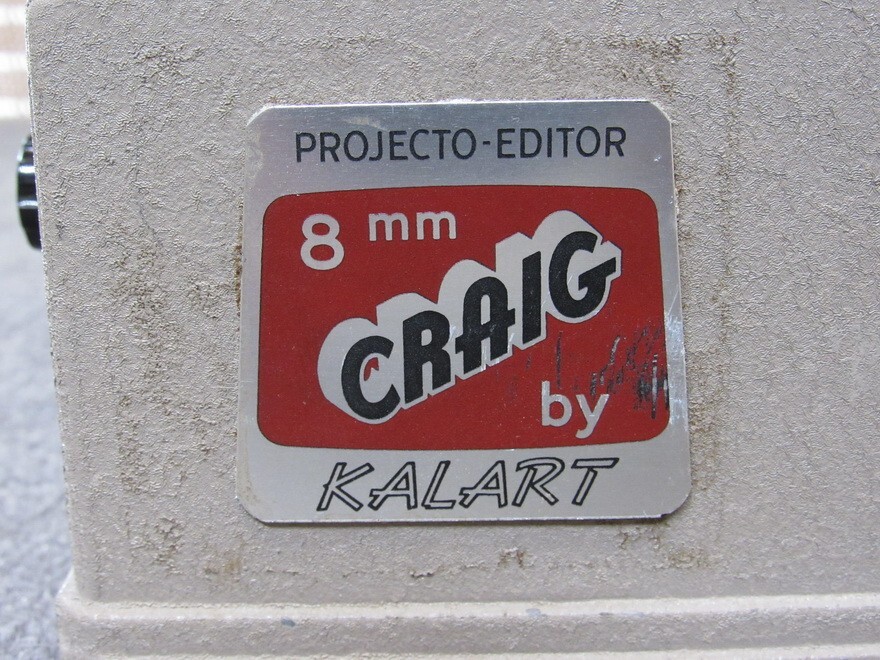 PROJECTO-EDITOR
8 mm
CRAIG
by
KALART